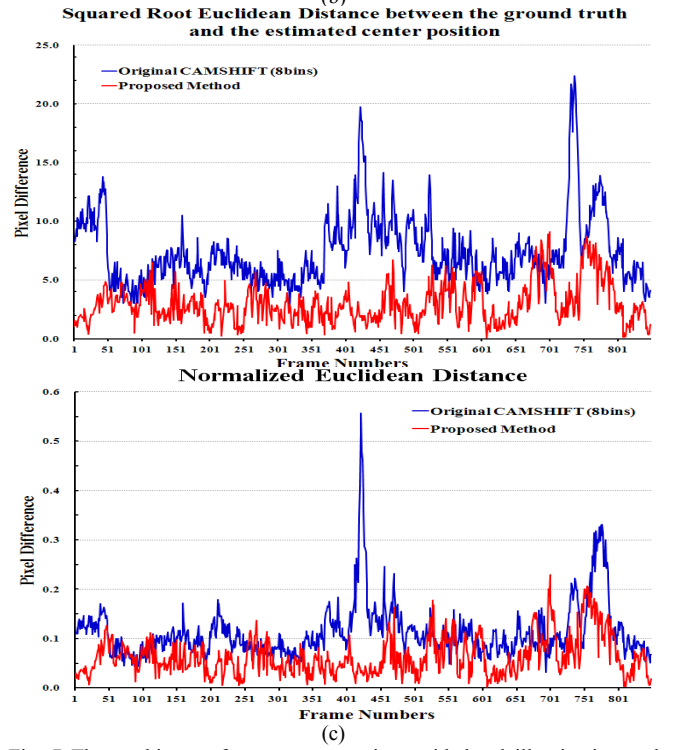 Squared Root Euclidean Distance between the ground truth
and the estimated center position
25.0
Original CAMSHIFT (8bins)
Proposed Method
20.0
15.0
10.0
5.0
0.0
Pixel Difference
1 51 101 151 201 251 301 351 401 451 501 551 601 651 701 751 801
Frame Numbers
Normalized Euclidean Distance
0.6
Original CAMSHIFT (8bins)
Proposed Method
0.5
0.4
0.3
0.2
0.1
0.0
Pixel Difference
1 51 101 151 201 251 301 351 401 451 501 551 601 651 701 751 801
Frame Numbers
(c)